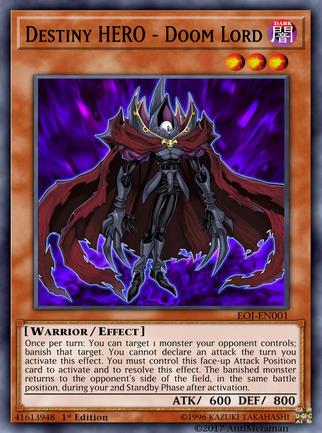 Destiny HERO - Doom Lord
DARK
闇
EOJ-EN001
[Warrior / Effect]
Once per turn: You can target 1 monster your opponent controls;
banish that target. You cannot declare an attack the turn you
activate this effect. You must control this face-up Attack Position
card to activate and to resolve this effect. The banished monster
returns to the opponent's side of the field, in the same battle
position, during your 2nd Standby Phase after activation.
ATK/ 600 DEF/ 800
41613948 1st Edition ©1996 KAZUKI TAKAHASHI
©2017 AntiMetaman